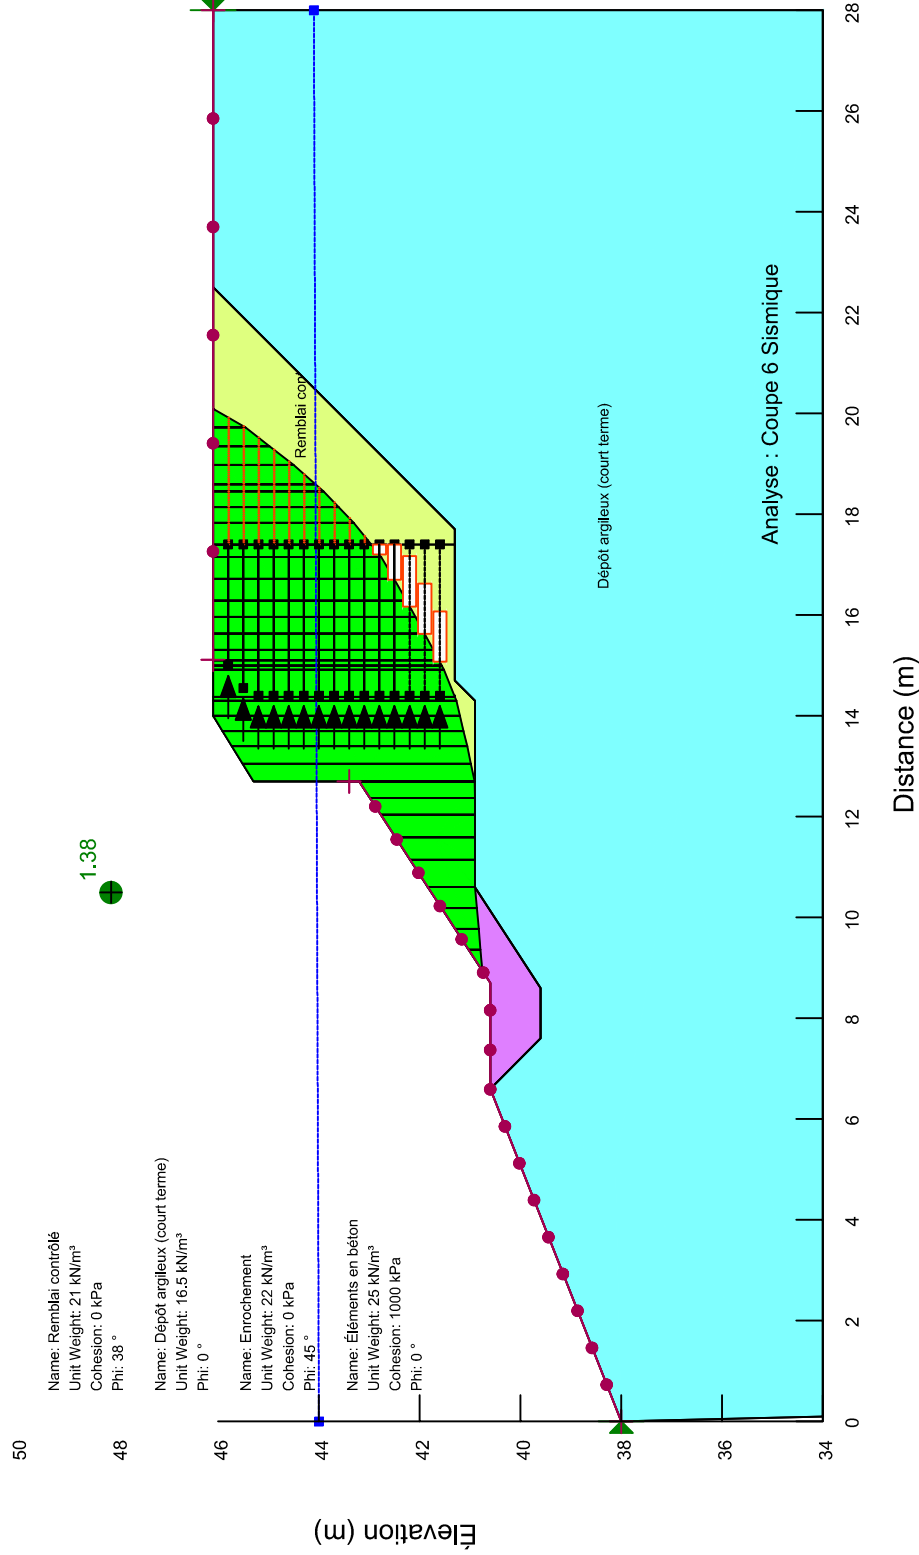 Name: Remblai contrôlé
Unit Weight: 21 kN/m³
Cohesion: 0 kPa
Phi: 38 °
Name: Dépôt argileux (court terme)
Unit Weight: 16.5 kN/m³
Phi: 0 °
Name: Enrochement
Unit Weight: 22 kN/m³
Cohesion: 0 kPa
Phi: 45 °
Name: Éléments en béton
Unit Weight: 25 kN/m³
Cohesion: 1000 kPa
Phi: 0 °
1.38
Remblai con
Dépôt argileux (court terme)
Analyse : Coupe 6 Sismique
Élevation (m)
50
48
46
44
42
40
38
36
34
0
2
4
6
8
10
12
14
16
18
20
22
24
26
28
Distance (m)